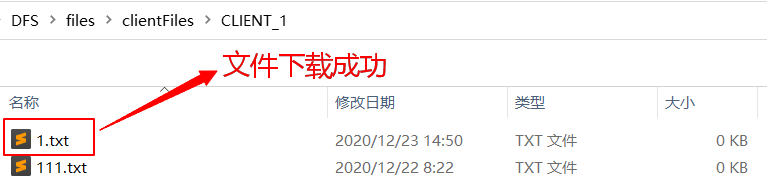 DFS › files › clientFiles › CLIENT_1
文件下载成功
名称 修改日期 类型 大小
1.txt 2020/12/23 14:50 TXT 文件 0 KB
111.txt 2020/12/22 8:22 TXT 文件 0 KB